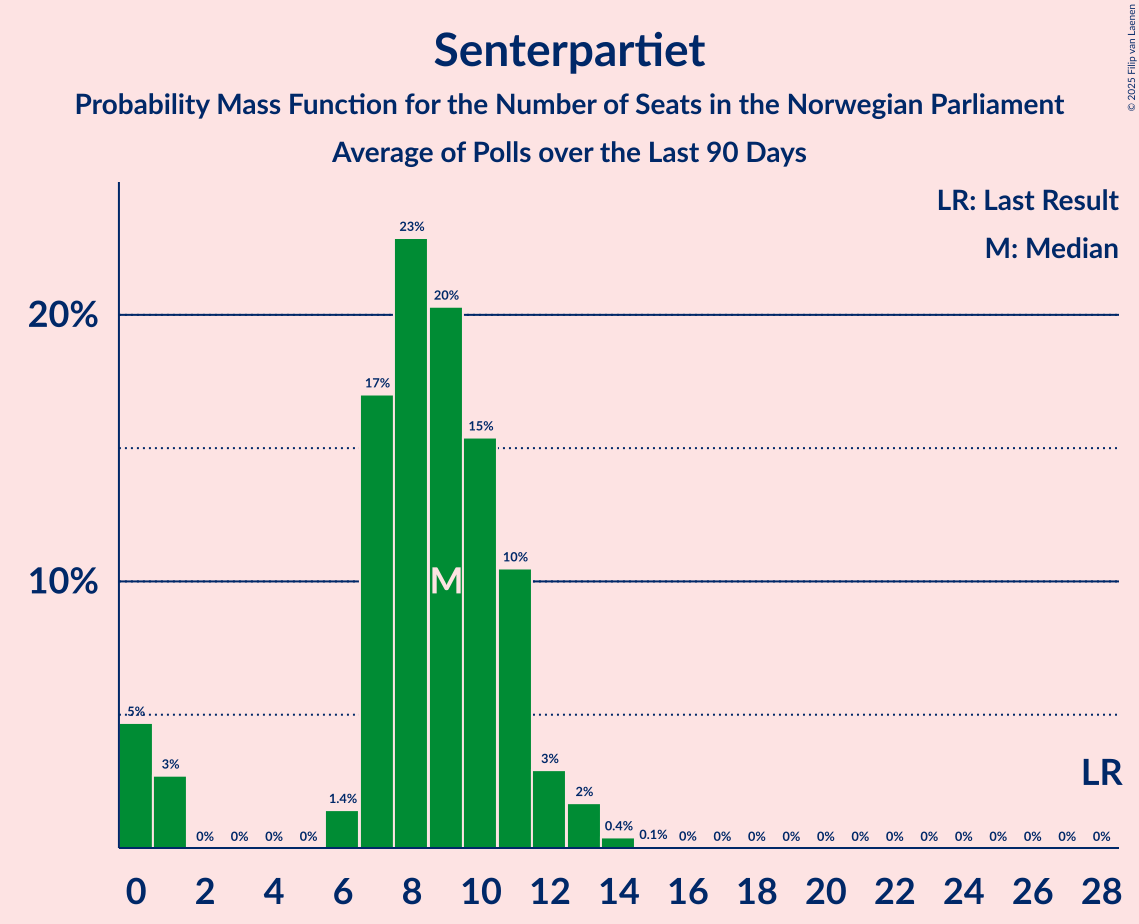 © 2025 Filip van Laenen
Senterpartiet
Probability Mass Function for the Number of Seats in the Norwegian Parliament
Average of Polls over the Last 90 Days
LR: Last Result
M: Median
23%
20%
20%
17%
15%
10%
10%
M
5%
3%
0% 0% 0% 0%
1.4%
3%
2%
0.4%
0.1%
0% 0% 0% 0% 0% 0% 0% 0% 0% 0% 0% 0% 0%
LR
0 2 4 6 8 10 12 14 16 18 20 22 24 26 28